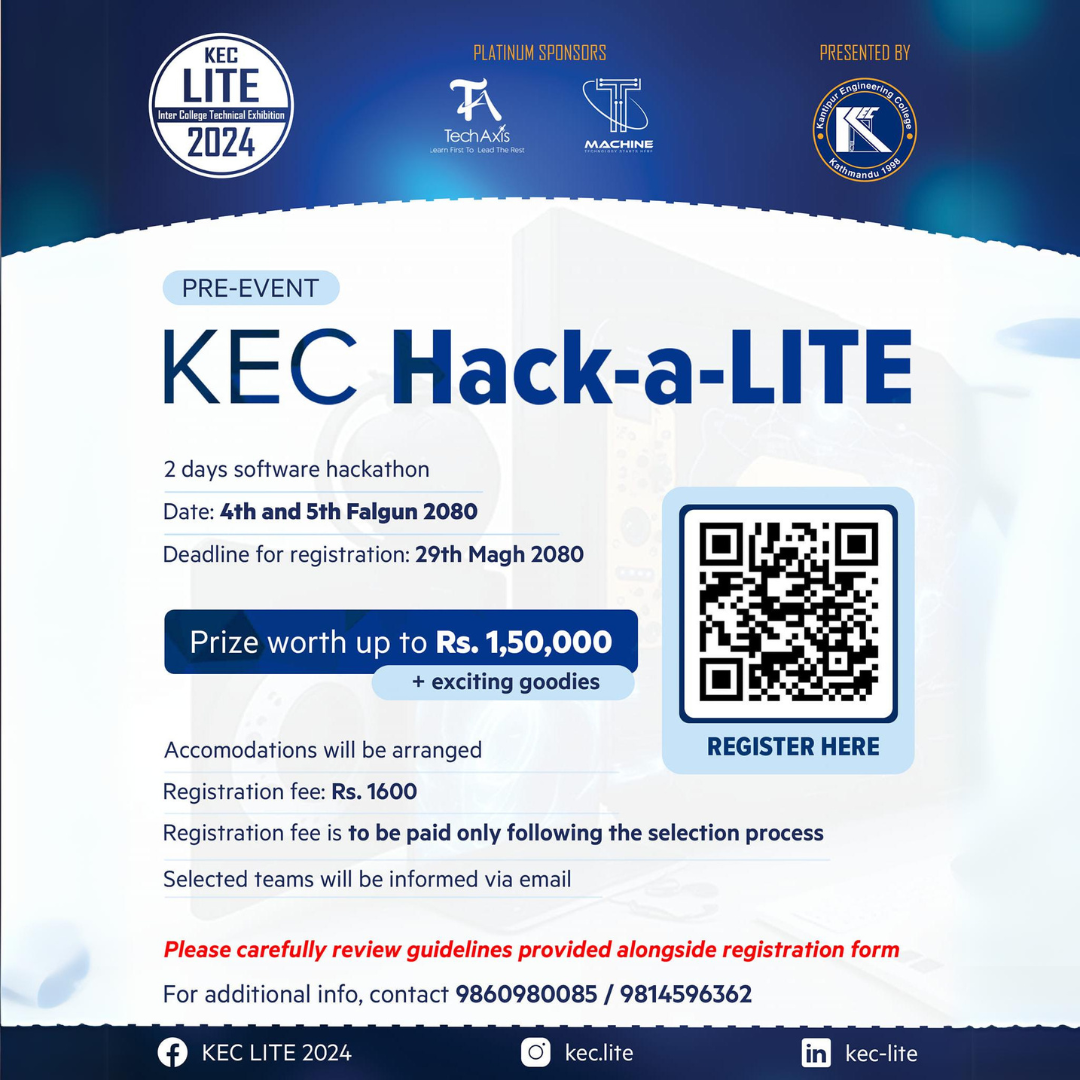 KEC
LITE
Inter College Technical Exhibition
2024
PLATINUM SPONSORS
TA
TechAxis
Learn First To Lead The Rest
MACHINE
TECHNOLOGY STARTS HERE
PRESENTED BY
Kantipur Engineering College
KEC
Kathmandu 1998
PRE-EVENT
KEC Hack-a-LITE
2 days software hackathon
Date: 4th and 5th Falgun 2080
Deadline for registration: 29th Magh 2080
Prize worth up to Rs. 1,50,000
+ exciting goodies
REGISTER HERE
Accomodations will be arranged
Registration fee: Rs. 1600
Registration fee is to be paid only following the selection process
Selected teams will be informed via email
Please carefully review guidelines provided alongside registration form
For additional info, contact 9860980085 / 9814596362
KEC LITE 2024
kec.lite
kec-lite